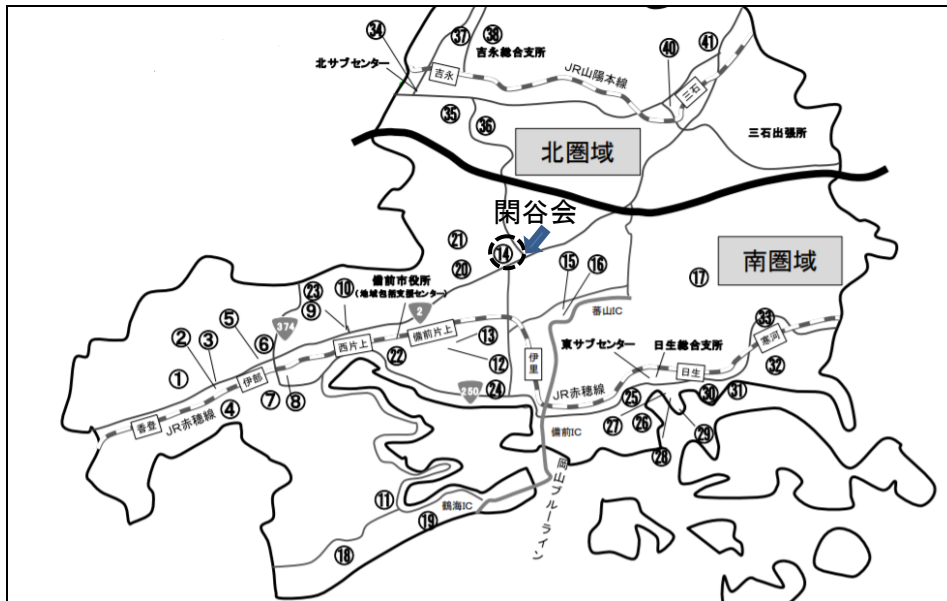 ㉞
㊲
㊳
吉永総合支所
㊵
㊶
北サブセンター
吉永
JR山陽本線
三石
㉟
㊱
三石出張所
北圏域
閑谷会
㉑
⑭
⑳
⑮
⑯
⑰
南圏域
備前市役所
(地域包括支援センター)
㉓
⑩
⑨
2
蕃山IC
374
②
③
⑤
⑥
西片上
備前片上
⑬
㉝
寒河
㉒
⑫
伊里
東サブセンター
日生総合支所
㉜
①
伊部
⑦
⑧
250
㉔
日生
④
JR赤穂線
JR赤穂線
㉕
㉚
㉛
香登
備前IC
㉗
㉖
㉙
㉘
岡山ブルーライン
⑪
鶴海IC
⑲
⑱